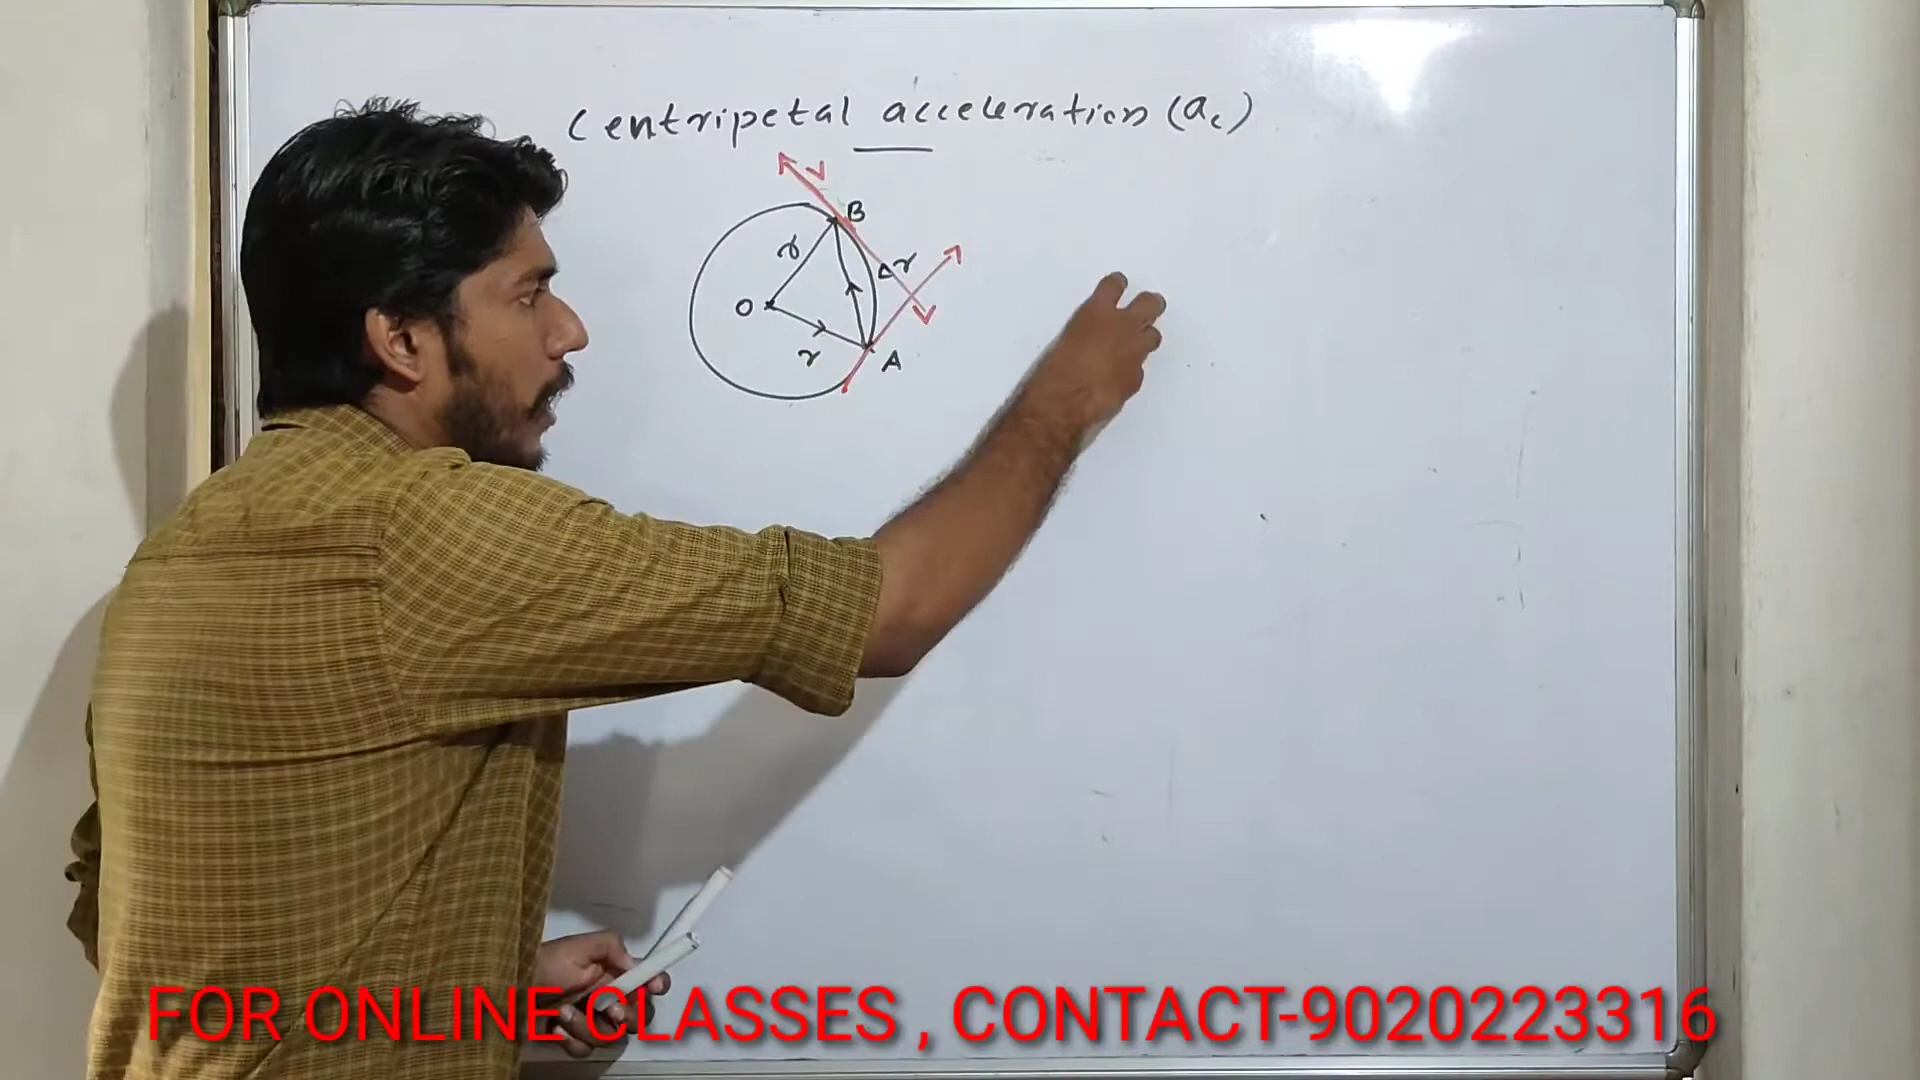 Centripetal acceleration (ac)
V
B
r
Δr
O
V
r
A
FOR ONLINE CLASSES , CONTACT-9020223316